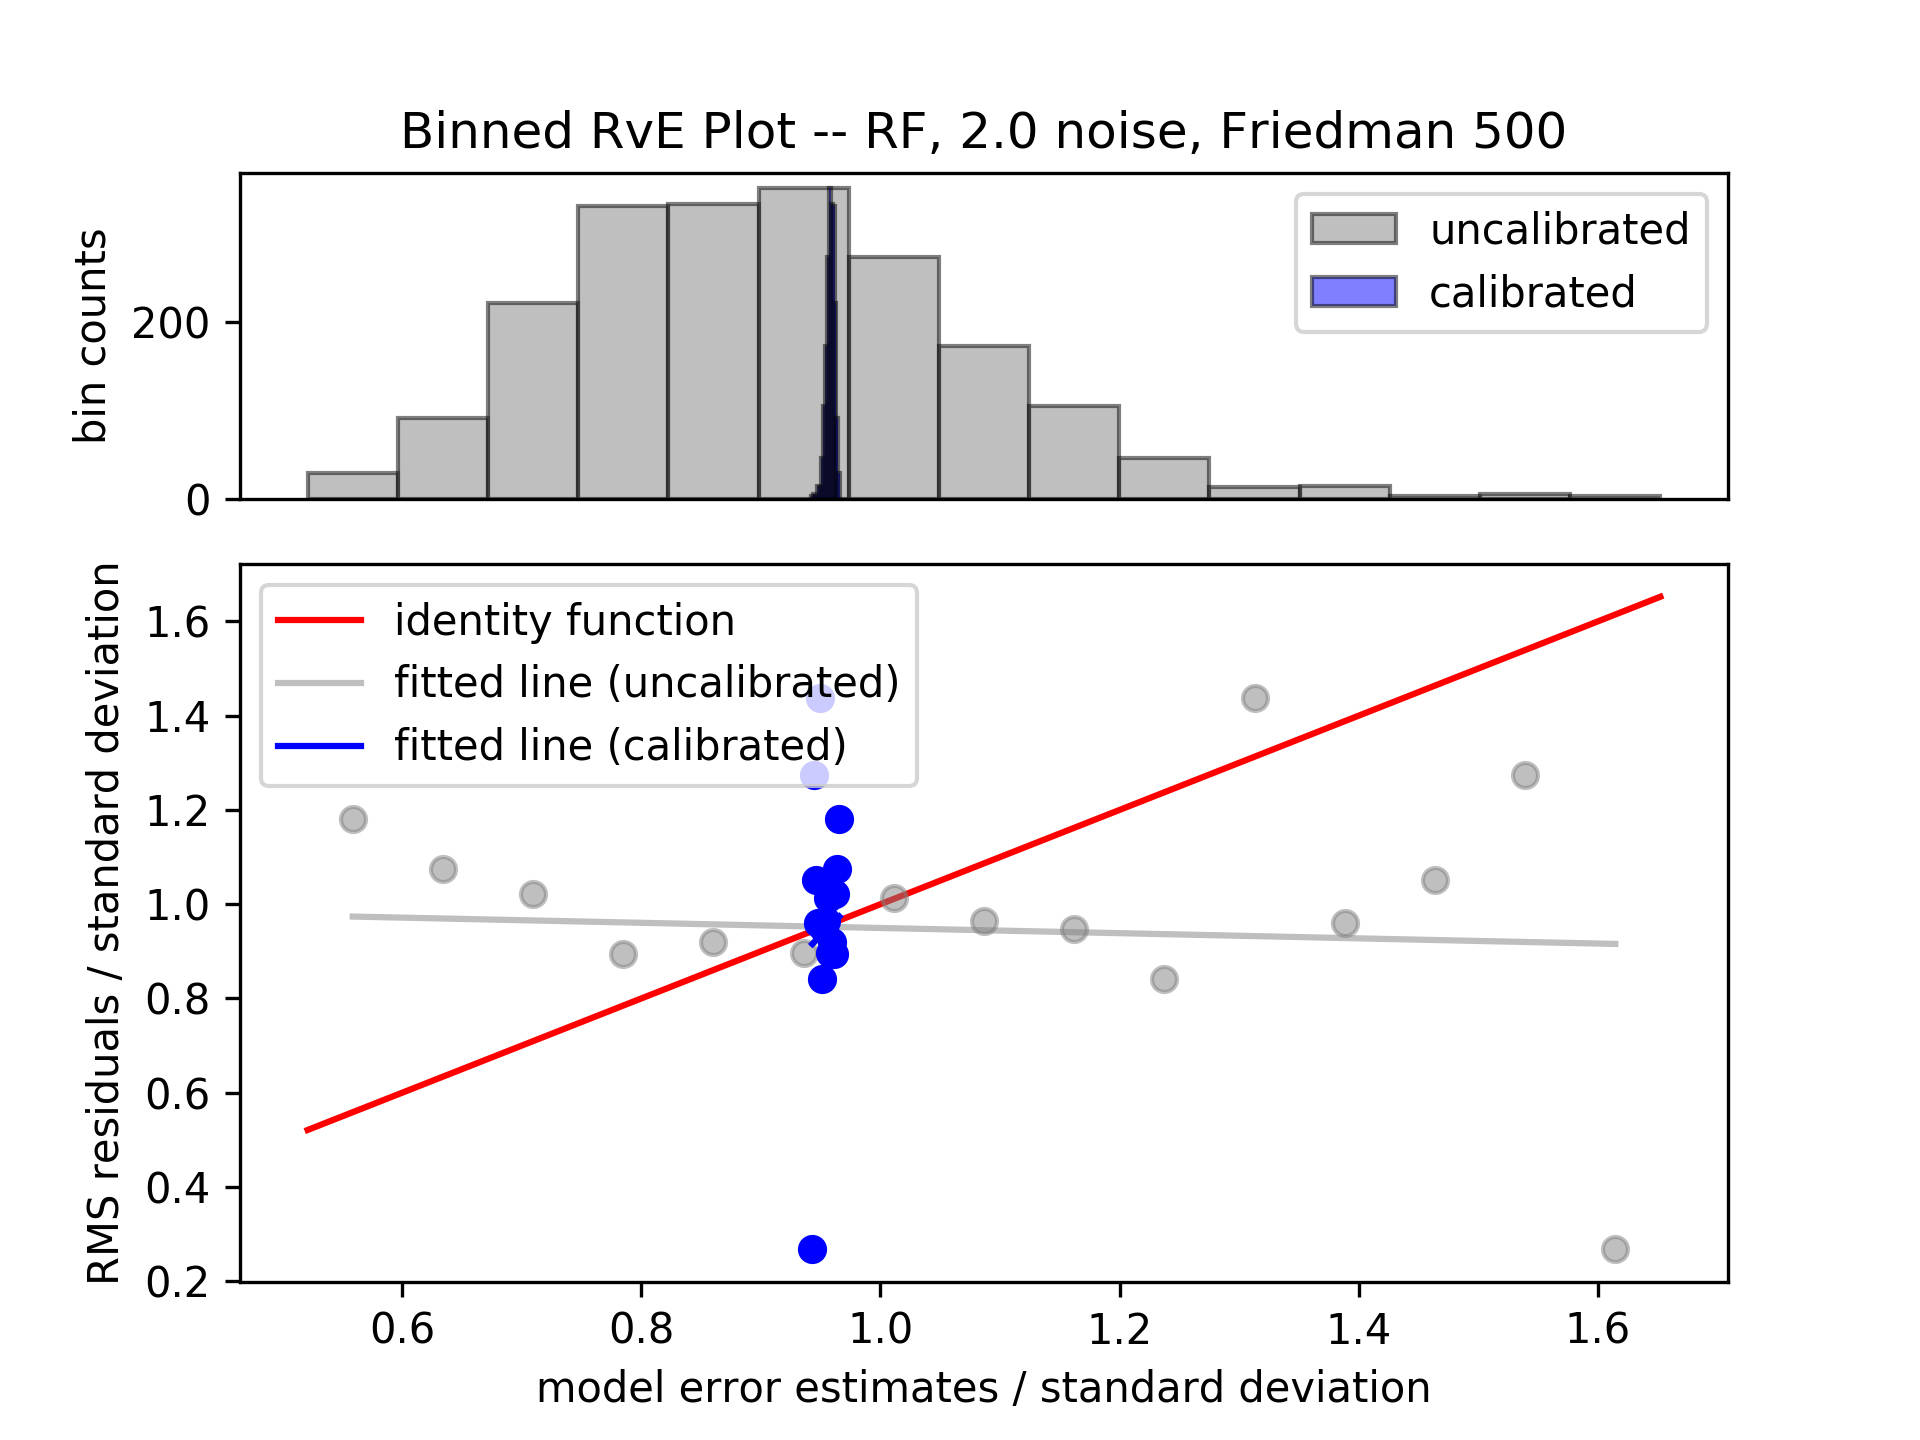 Binned RvE Plot -- RF, 2.0 noise, Friedman 500
bin counts
200
0
uncalibrated
calibrated
RMS residuals / standard deviation
1.6
1.4
1.2
1.0
0.8
0.6
0.4
0.2
identity function
fitted line (uncalibrated)
fitted line (calibrated)
0.6 0.8 1.0 1.2 1.4 1.6
model error estimates / standard deviation